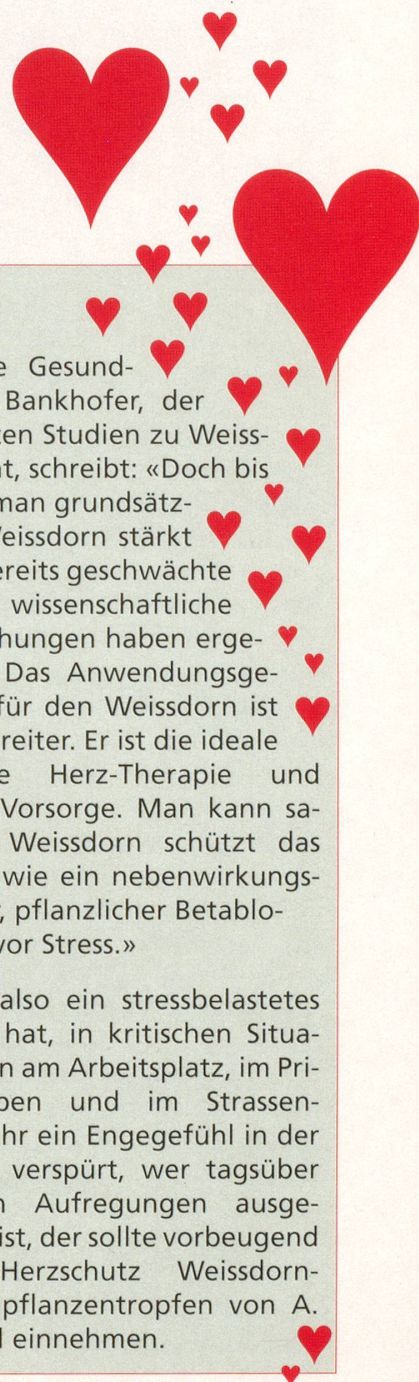 e Gesund-
Bankhofer, der
zten Studien zu Weiss-
at, schreibt: «Doch bis
man grundsätz-
Weissdorn stärkt
ereits geschwächte
wissenschaftliche
hungen haben erge-
Das Anwendungsge-
für den Weissdorn ist
reiter. Er ist die ideale
e Herz-Therapie und
Vorsorge. Man kann sa-
Weissdorn schützt das
wie ein nebenwirkungs-
, pflanzlicher Betablo-
vor Stress.»
also ein stressbelastetes
hat, in kritischen Situa-
n am Arbeitsplatz, im Pri-
ben und im Strassen-
hr ein Engegefühl in der
verspürt, wer tagsüber
n Aufregungen ausge-
ist, der sollte vorbeugend
Herzschutz Weissdorn-
pflanzentropfen von A.
l einnehmen.